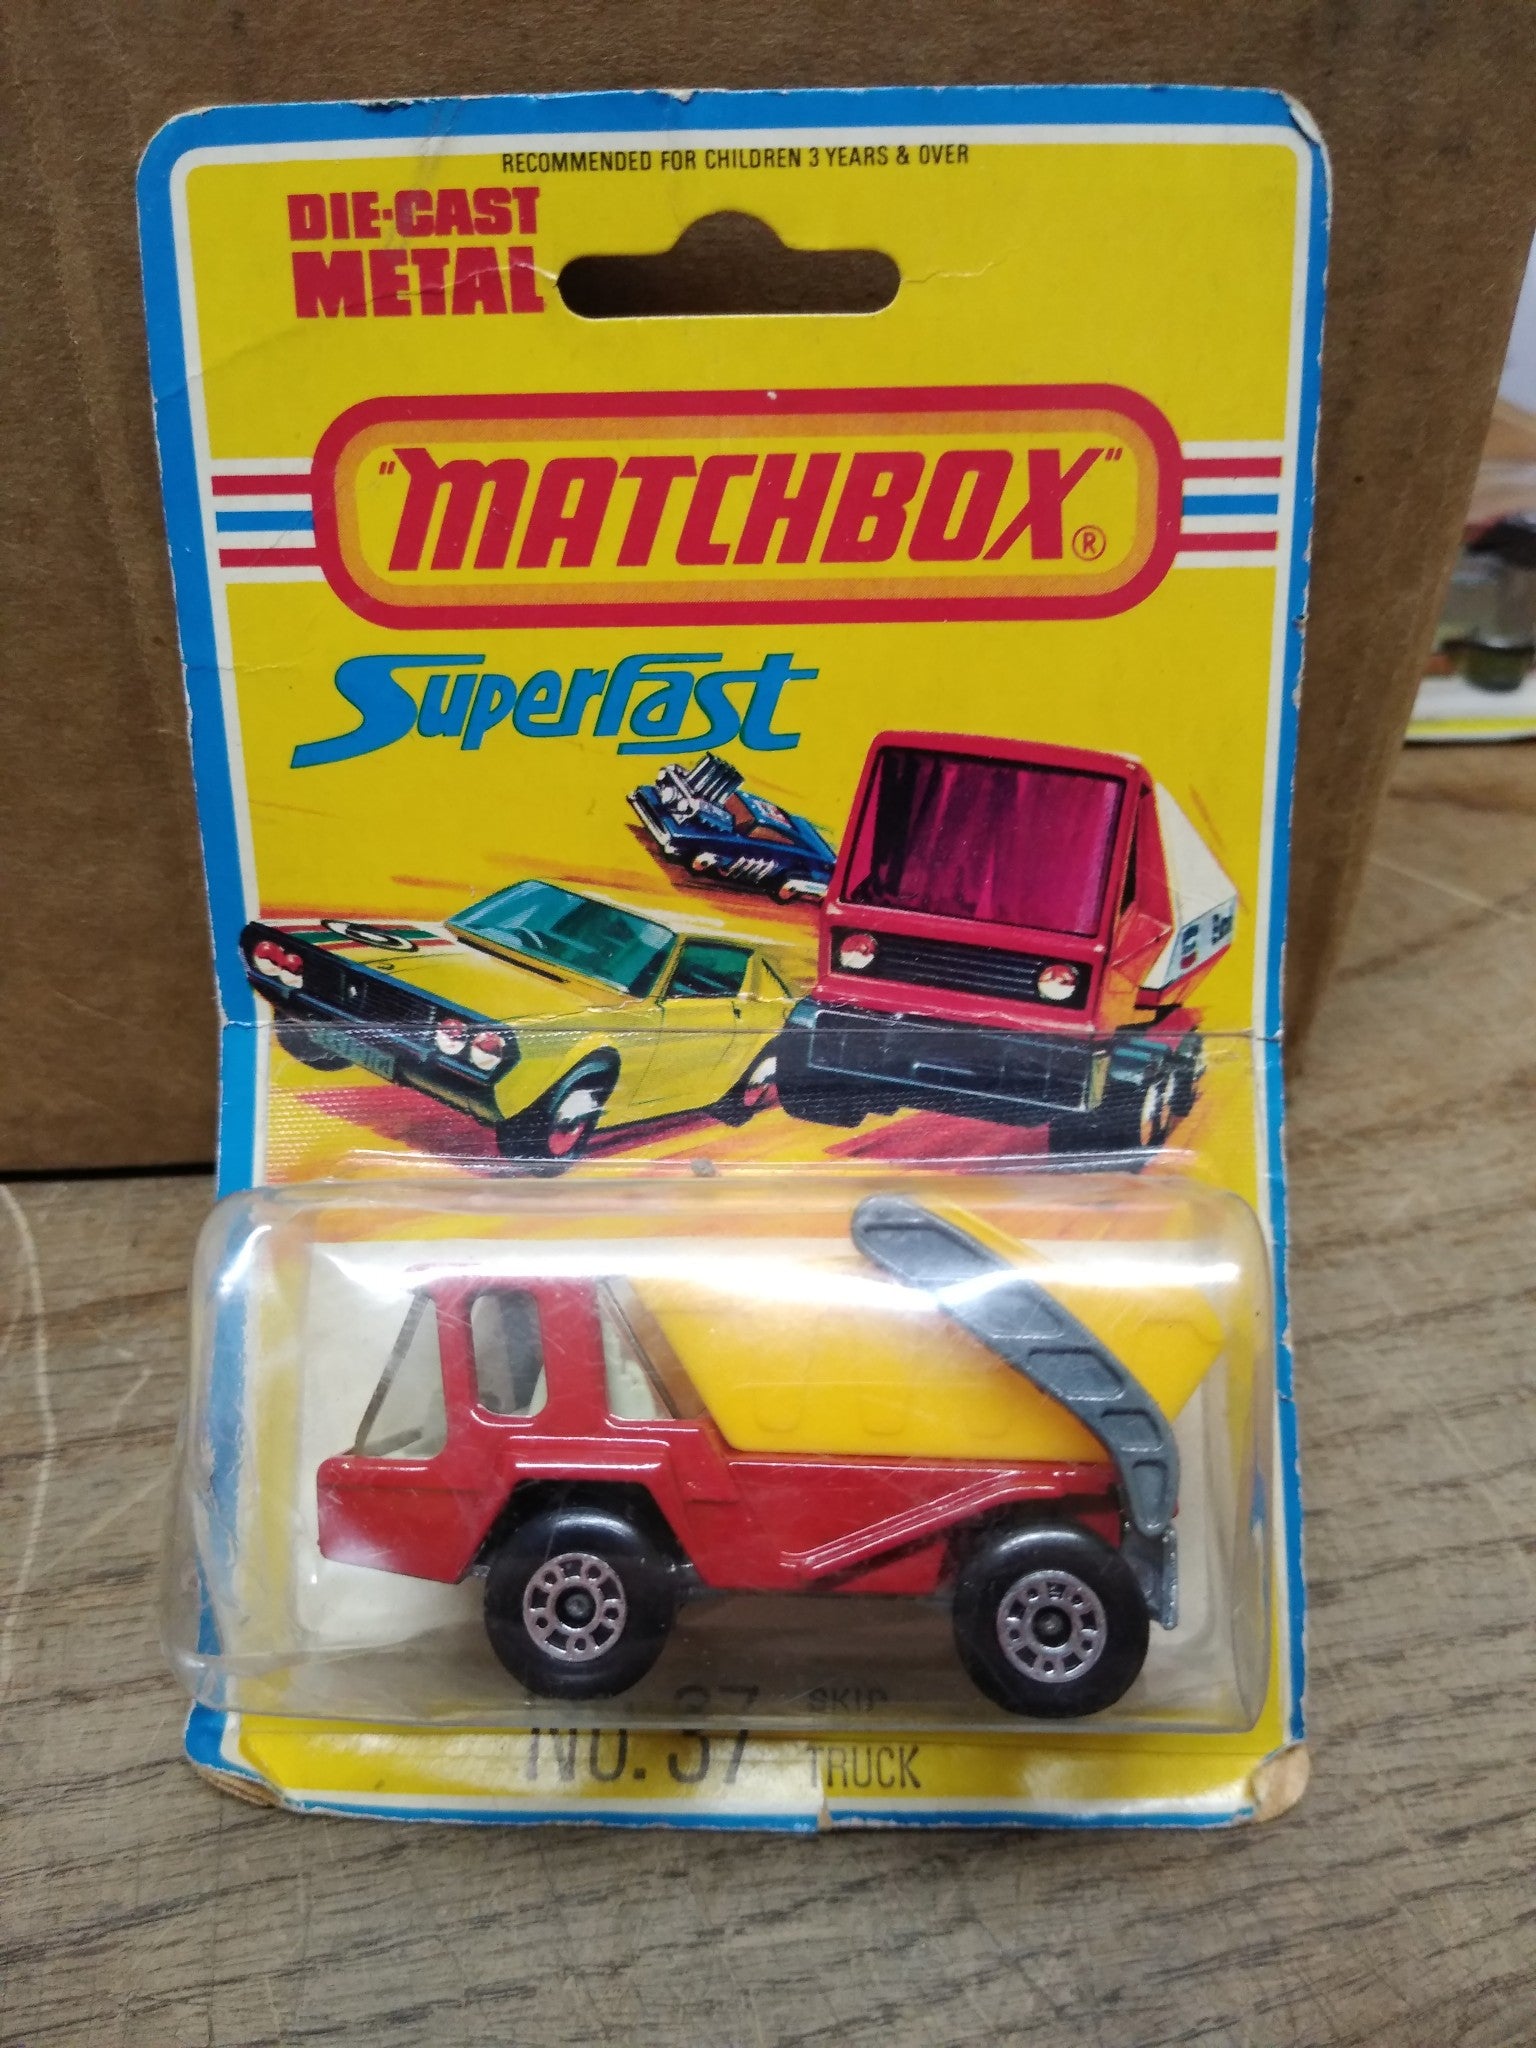 RECOMMENDED FOR CHILDREN 3 YEARS & OVER
DIE-CAST
METAL
"MATCHBOX"®
Superfast
NO. 37 SKIP
TRUCK